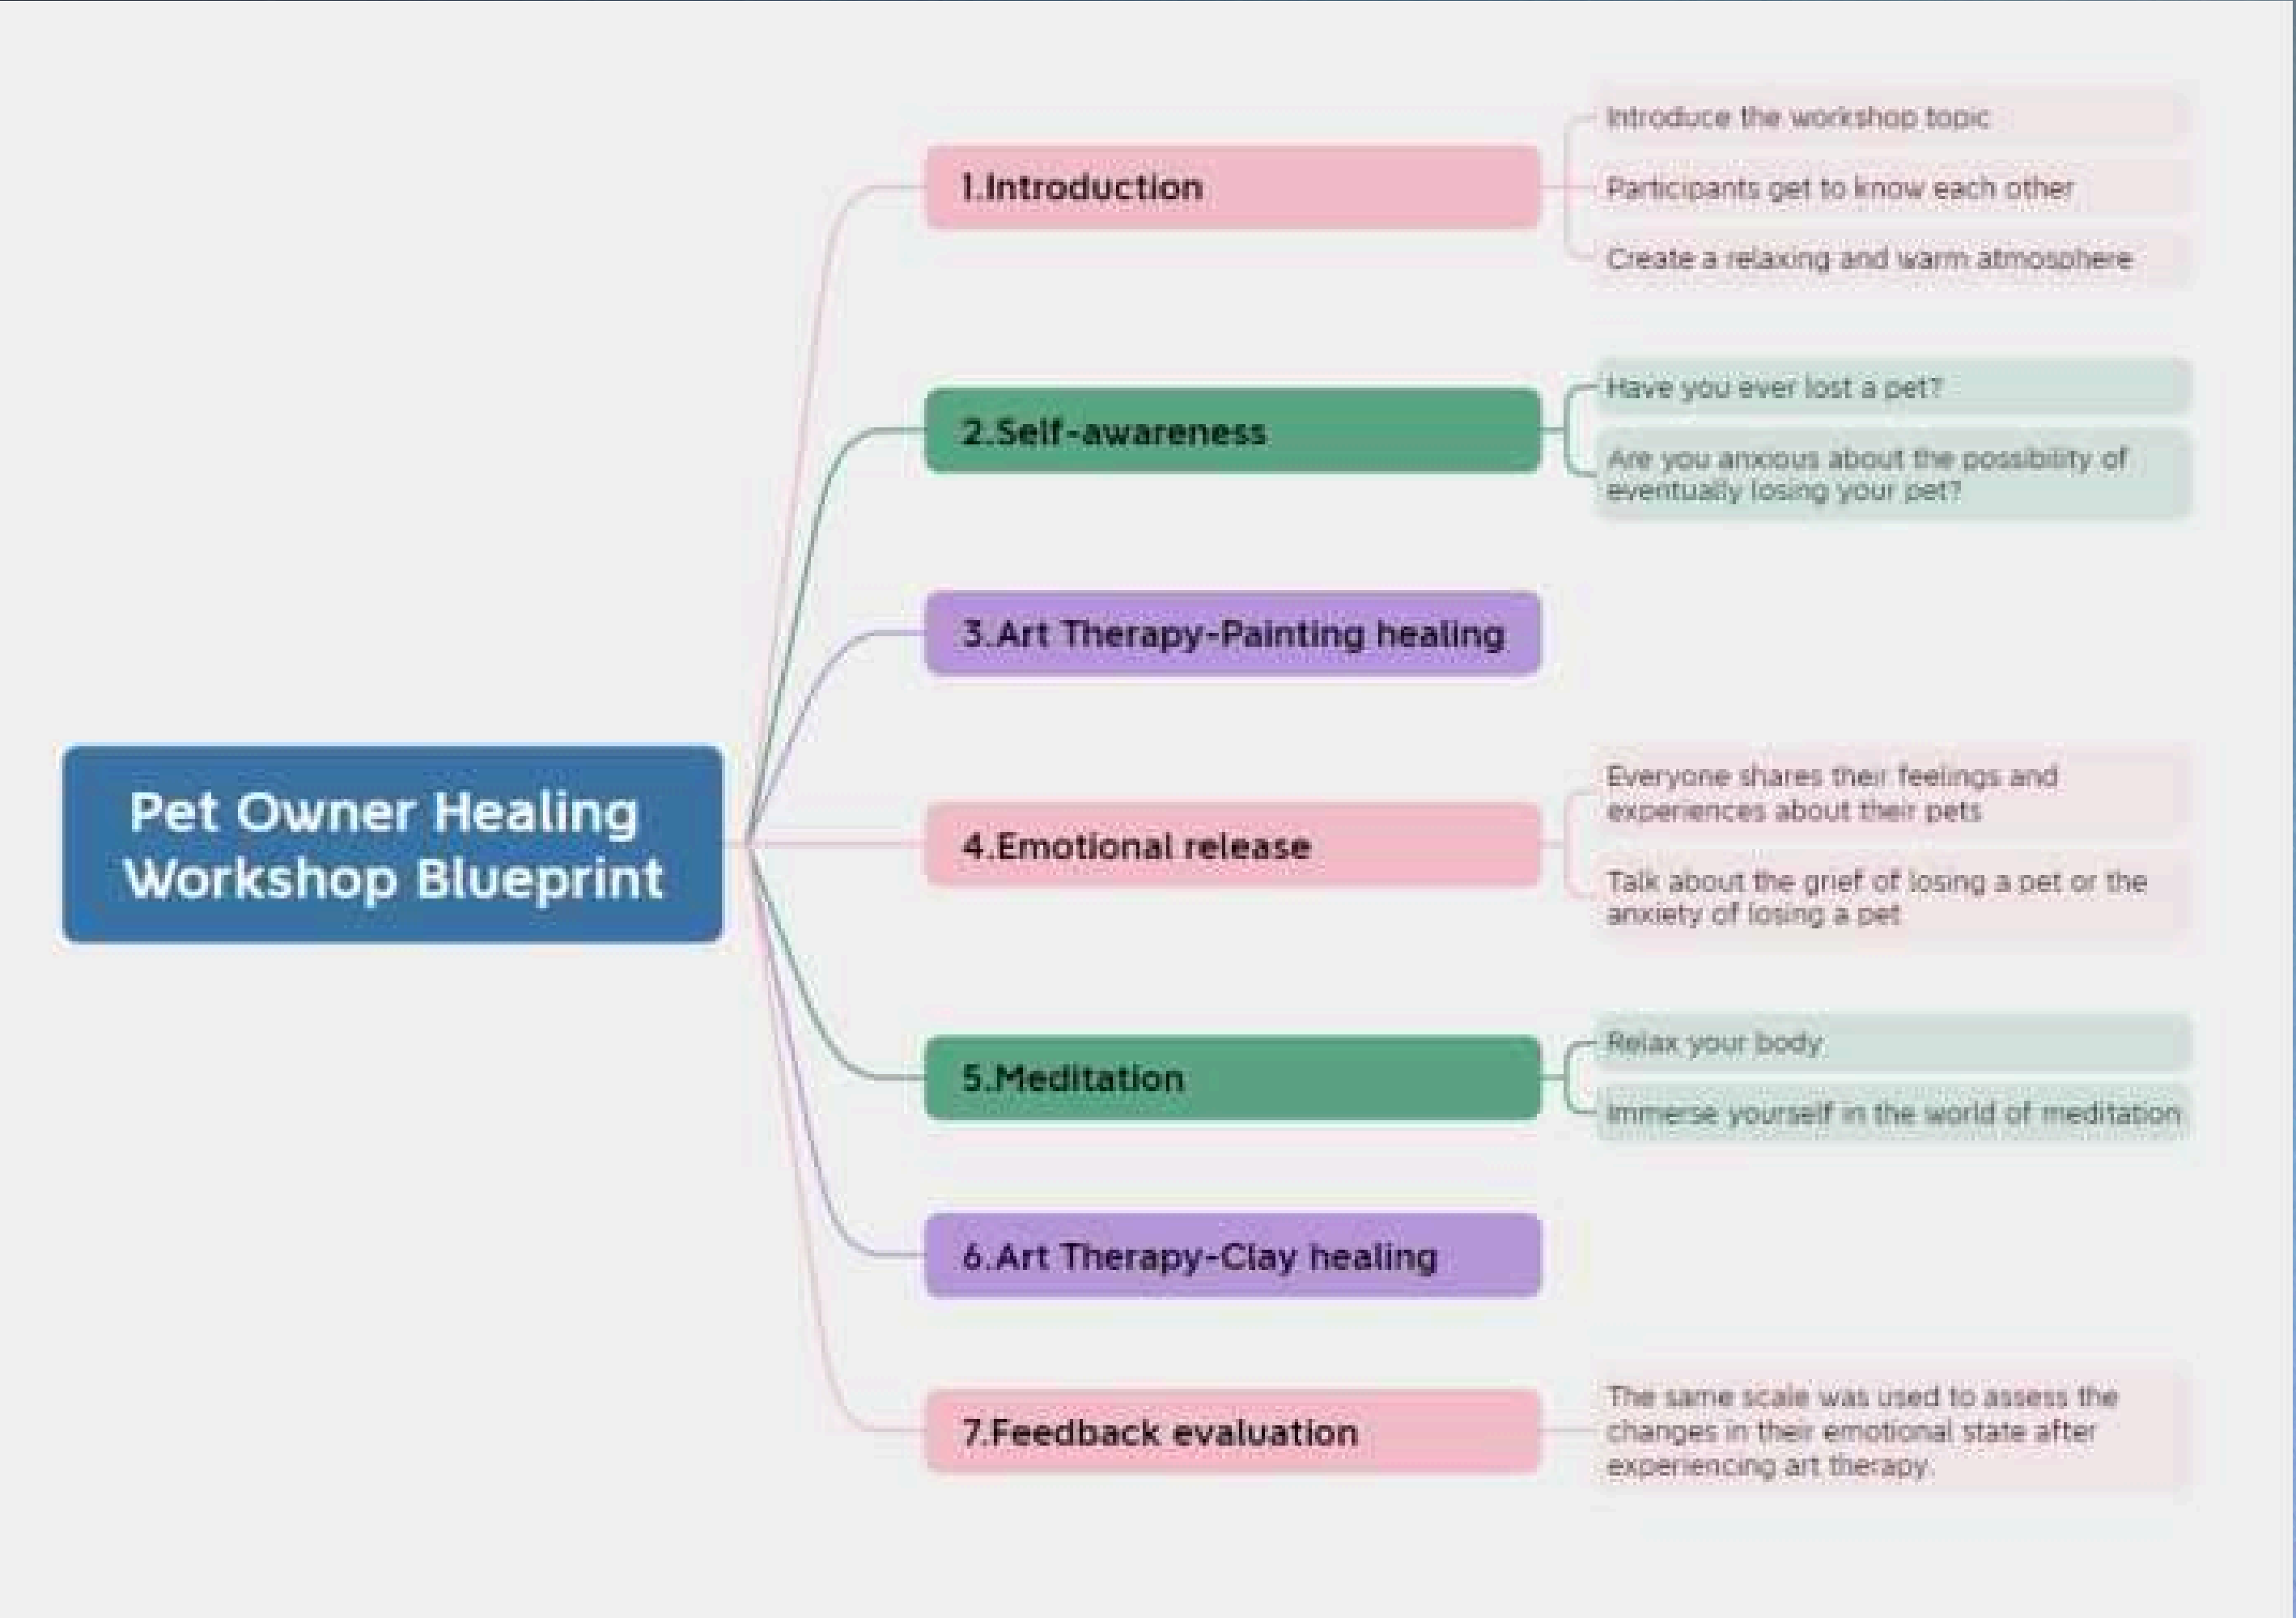 Pet Owner Healing
Workshop Blueprint
1.Introduction
Introduce the workshop topic
Participants get to know each other
Create a relaxing and warm atmosphere
2.Self-awareness
Have you ever lost a pet?
Are you anxious about the possibility of
eventually losing your pet?
3.Art Therapy-Painting healing
4.Emotional release
Everyone shares their feelings and
experiences about their pets
Talk about the grief of losing a pet or the
anxiety of losing a pet
5.Meditation
Relax your body
Immerse yourself in the world of meditation
6.Art Therapy-Clay healing
7.Feedback evaluation
The same scale was used to assess the
changes in their emotional state after
experiencing art therapy.